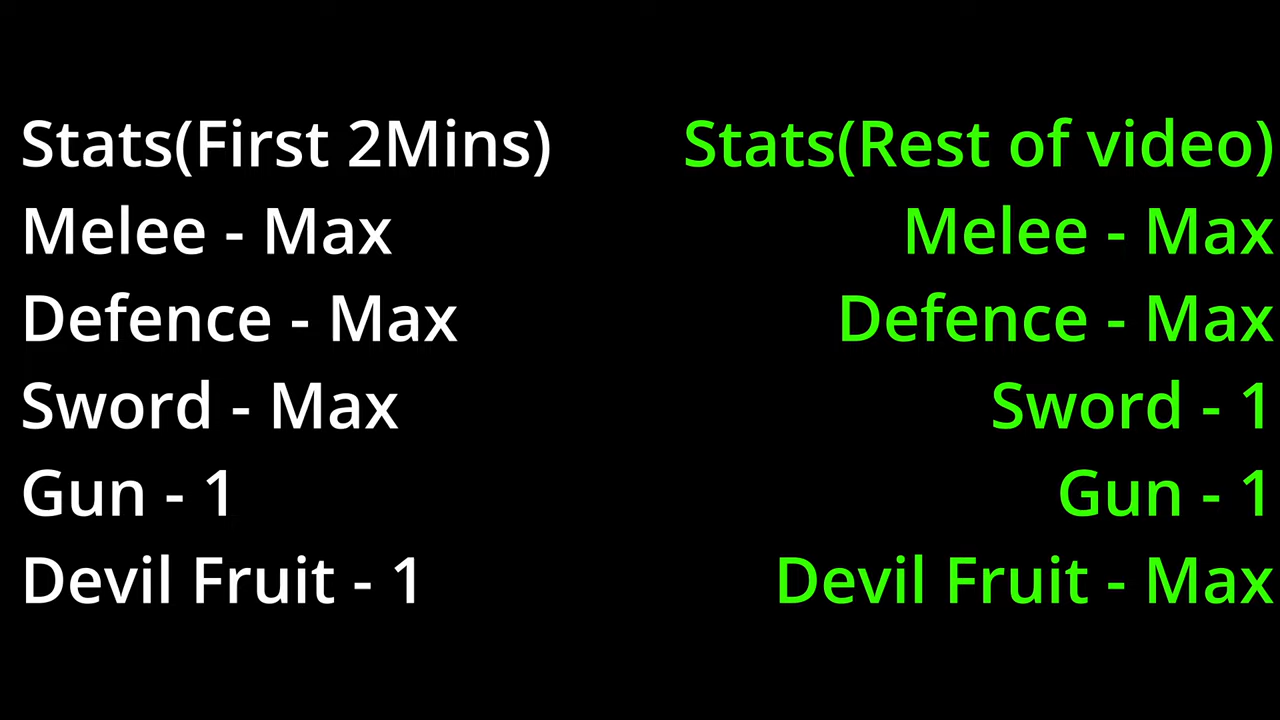 Stats(First 2Mins)
Melee - Max
Defence - Max
Sword - Max
Gun - 1
Devil Fruit - 1
Stats(Rest of video)
Melee - Max
Defence - Max
Sword - 1
Gun - 1
Devil Fruit - Max